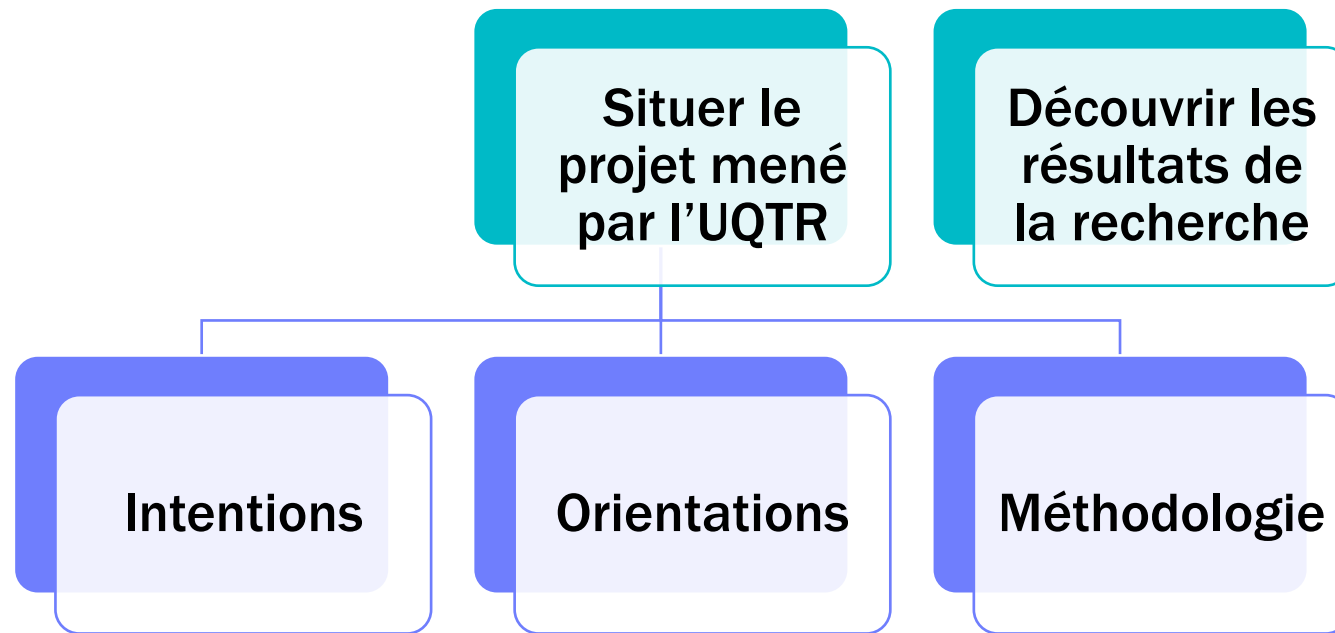 Situer le
projet mené
par l’UQTR
Découvrir les
résultats de
la recherche
Intentions
Orientations
Méthodologie